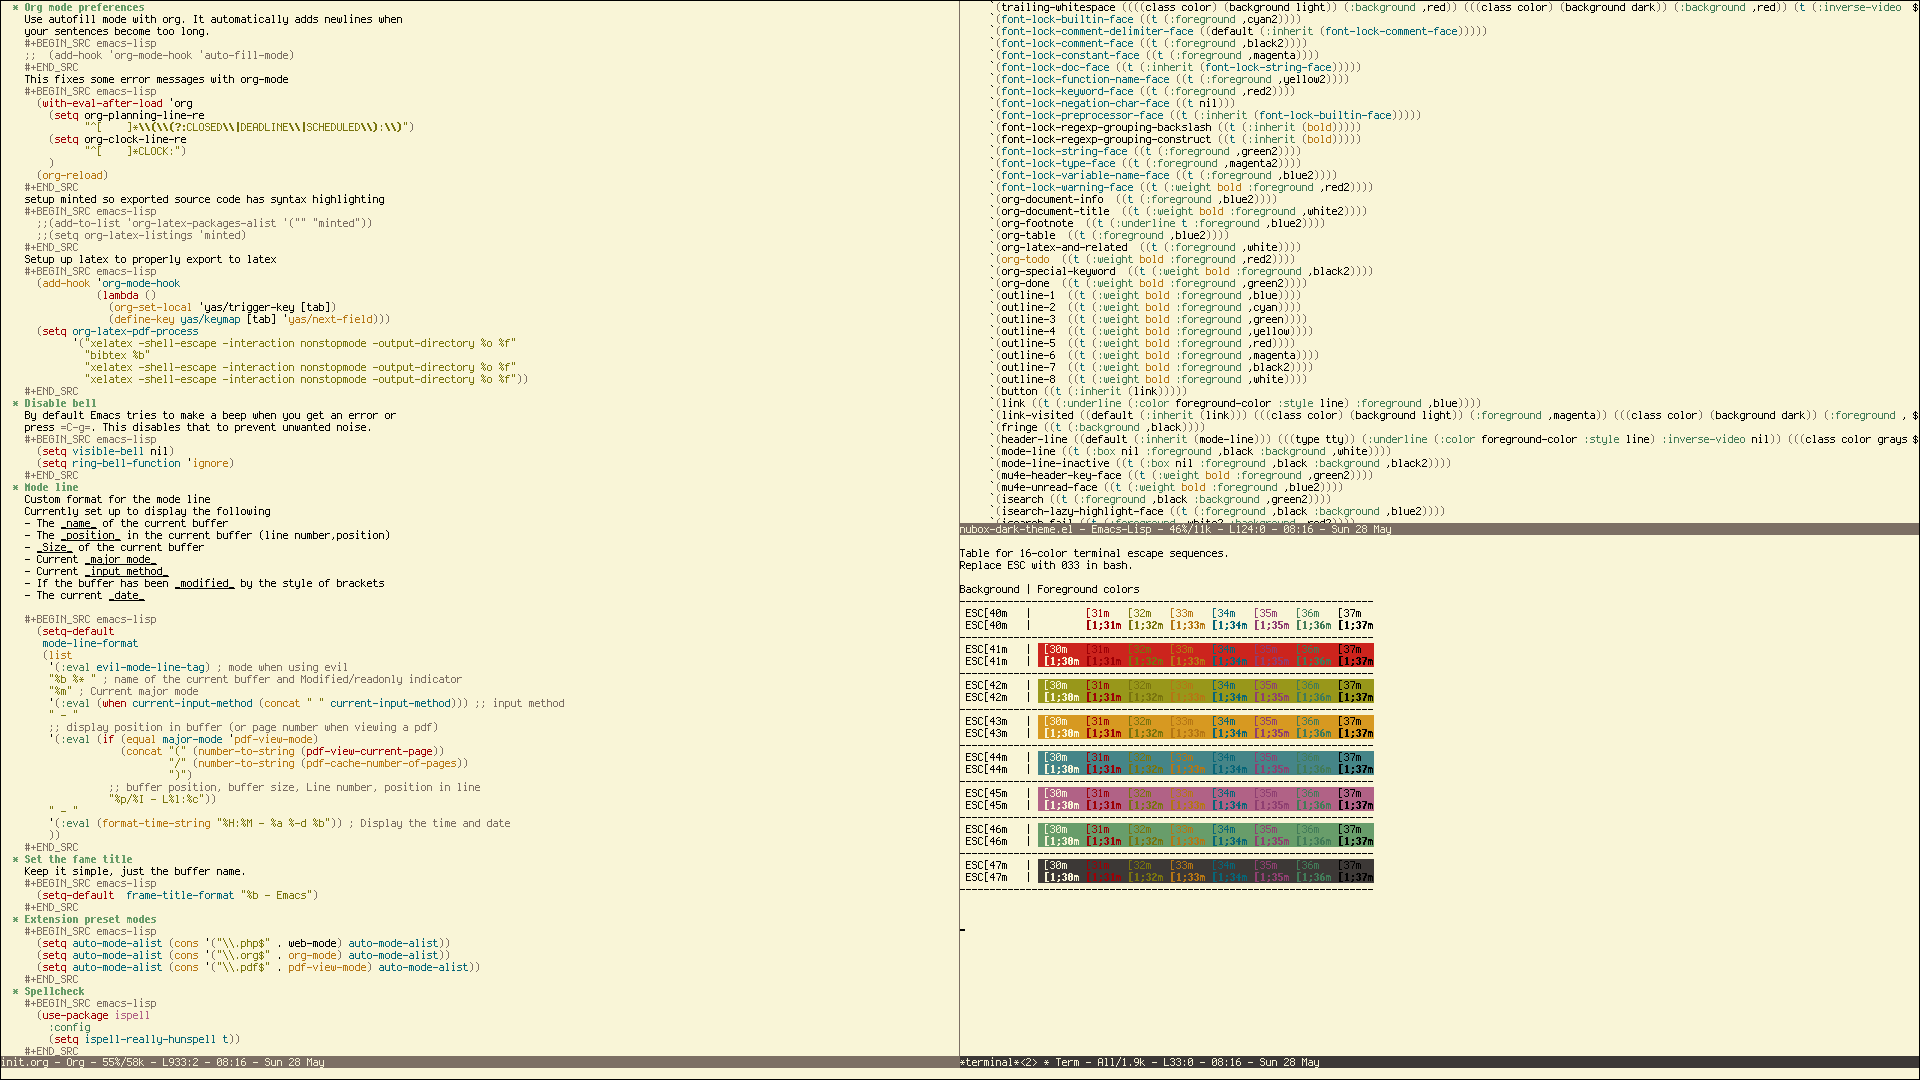 * Org mode preferences
Use autofill mode with org. It automatically adds newlines when
your sentences become too long.
#+BEGIN_SRC emacs-lisp
;;  (add-hook 'org-mode-hook 'auto-fill-mode)
#+END_SRC
This fixes some error messages with org-mode
#+BEGIN_SRC emacs-lisp
(with-eval-after-load 'org
(setq org-planning-line-re
"^[    ]*\\(\\(?:CLOSED\\|DEADLINE\\|SCHEDULED\\):\\)")
(setq org-clock-line-re
"^[    ]*CLOCK:")
)
(org-reload)
#+END_SRC
setup minted so exported source code has syntax highlighting
#+BEGIN_SRC emacs-lisp
;;(add-to-list 'org-latex-packages-alist '("" "minted"))
;;(setq org-latex-listings 'minted)
#+END_SRC
Setup up latex to properly export to latex
#+BEGIN_SRC emacs-lisp
(add-hook 'org-mode-hook
(lambda ()
(org-set-local 'yas/trigger-key [tab])
(define-key yas/keymap [tab] 'yas/next-field)))
(setq org-latex-pdf-process
'("xelatex -shell-escape -interaction nonstopmode -output-directory %o %f"
"bibtex %b"
"xelatex -shell-escape -interaction nonstopmode -output-directory %o %f"
"xelatex -shell-escape -interaction nonstopmode -output-directory %o %f"))
#+END_SRC
* Disable bell
By default Emacs tries to make a beep when you get an error or
press =C-g=. This disables that to prevent unwanted noise.
#+BEGIN_SRC emacs-lisp
(setq visible-bell nil)
(setq ring-bell-function 'ignore)
#+END_SRC
* Mode line
Custom format for the mode line
Currently set up to display the following
- The _name_ of the current buffer
- The _position_ in the current buffer (line number,position)
- _Size_ of the current buffer
- Current _major mode_
- Current _input method_
- If the buffer has been _modified_ by the style of brackets
- The current _date_
#+BEGIN_SRC emacs-lisp
(setq-default
mode-line-format
(list
'(:eval evil-mode-line-tag) ; mode when using evil
"%b %* " ; name of the current buffer and Modified/readonly indicator
"%m" ; Current major mode
'(:eval (when current-input-method (concat " " current-input-method))) ;; input method
" - "
;; display position in buffer (or page number when viewing a pdf)
'(:eval (if (equal major-mode 'pdf-view-mode)
(concat "(" (number-to-string (pdf-view-current-page))
"/" (number-to-string (pdf-cache-number-of-pages))
")")
;; buffer position, buffer size, Line number, position in line
"%p/%I - L%l:%c"))
" - "
'(:eval (format-time-string "%H:%M - %a %-d %b")) ; Display the time and date
))
#+END_SRC
* Set the fame title
Keep it simple, just the buffer name.
#+BEGIN_SRC emacs-lisp
(setq-default  frame-title-format "%b - Emacs")
#+END_SRC
* Extension preset modes
#+BEGIN_SRC emacs-lisp
(setq auto-mode-alist (cons '("\\.php$" . web-mode) auto-mode-alist))
(setq auto-mode-alist (cons '("\\.org$" . org-mode) auto-mode-alist))
(setq auto-mode-alist (cons '("\\.pdf$" . pdf-view-mode) auto-mode-alist))
#+END_SRC
* Spellcheck
#+BEGIN_SRC emacs-lisp
(use-package ispell
:config
(setq ispell-really-hunspell t))
#+END_SRC
init.org - Org - 55%/58k - L933:2 - 08:16 - Sun 28 May
`(trailing-whitespace ((((class color) (background light)) (:background ,red)) (((class color) (background dark)) (:background ,red)) (t (:inverse-video  $
`(font-lock-builtin-face ((t (:foreground ,cyan2))))
`(font-lock-comment-delimiter-face ((default (:inherit (font-lock-comment-face)))))
`(font-lock-comment-face ((t (:foreground ,black2))))
`(font-lock-constant-face ((t (:foreground ,magenta))))
`(font-lock-doc-face ((t (:inherit (font-lock-string-face)))))
`(font-lock-function-name-face ((t (:foreground ,yellow2))))
`(font-lock-keyword-face ((t (:foreground ,red2))))
`(font-lock-negation-char-face ((t nil)))
`(font-lock-preprocessor-face ((t (:inherit (font-lock-builtin-face)))))
`(font-lock-regexp-grouping-backslash ((t (:inherit (bold)))))
`(font-lock-regexp-grouping-construct ((t (:inherit (bold)))))
`(font-lock-string-face ((t (:foreground ,green2))))
`(font-lock-type-face ((t (:foreground ,magenta2))))
`(font-lock-variable-name-face ((t (:foreground ,blue2))))
`(font-lock-warning-face ((t (:weight bold :foreground ,red2))))
`(org-document-info  ((t (:foreground ,blue2))))
`(org-document-title  ((t (:weight bold :foreground ,white2))))
`(org-footnote  ((t (:underline t :foreground ,blue2))))
`(org-table  ((t (:foreground ,blue2))))
`(org-latex-and-related  ((t (:foreground ,white))))
`(org-todo  ((t (:weight bold :foreground ,red2))))
`(org-special-keyword  ((t (:weight bold :foreground ,black2))))
`(org-done  ((t (:weight bold :foreground ,green2))))
`(outline-1  ((t (:weight bold :foreground ,blue))))
`(outline-2  ((t (:weight bold :foreground ,cyan))))
`(outline-3  ((t (:weight bold :foreground ,green))))
`(outline-4  ((t (:weight bold :foreground ,yellow))))
`(outline-5  ((t (:weight bold :foreground ,red))))
`(outline-6  ((t (:weight bold :foreground ,magenta))))
`(outline-7  ((t (:weight bold :foreground ,black2))))
`(outline-8  ((t (:weight bold :foreground ,white))))
`(button ((t (:inherit (link)))))
`(link ((t (:underline (:color foreground-color :style line) :foreground ,blue))))
`(link-visited ((default (:inherit (link))) (((class color) (background light)) (:foreground ,magenta)) (((class color) (background dark)) (:foreground , $
`(fringe ((t (:background ,black))))
`(header-line ((default (:inherit (mode-line))) (((type tty)) (:underline (:color foreground-color :style line) :inverse-video nil)) (((class color grays $
`(mode-line ((t (:box nil :foreground ,black :background ,white))))
`(mode-line-inactive ((t (:box nil :foreground ,black :background ,black2))))
`(mu4e-header-key-face ((t (:weight bold :foreground ,green2))))
`(mu4e-unread-face ((t (:weight bold :foreground ,blue2))))
`(isearch ((t (:foreground ,black :background ,green2))))
`(isearch-lazy-highlight-face ((t (:foreground ,black :background ,blue2))))
`(isearch-fail ((t (:foreground ,white2 :background ,red2))))
nubox-dark-theme.el - Emacs-Lisp - 46%/11k - L124:0 - 08:16 - Sun 28 May
Table for 16-color terminal escape sequences.
Replace ESC with 033 in bash.
Background | Foreground colors
---------------------------------------------------------------------
ESC[40m   |         [31m   [32m   [33m   [34m   [35m   [36m   [37m
ESC[40m   |         [1;31m [1;32m [1;33m [1;34m [1;35m [1;36m [1;37m
---------------------------------------------------------------------
ESC[41m   |  [30m   [31m   [32m   [33m   [34m   [35m   [36m   [37m
ESC[41m   |  [1;30m [1;31m [1;32m [1;33m [1;34m [1;35m [1;36m [1;37m
---------------------------------------------------------------------
ESC[42m   |  [30m   [31m   [32m   [33m   [34m   [35m   [36m   [37m
ESC[42m   |  [1;30m [1;31m [1;32m [1;33m [1;34m [1;35m [1;36m [1;37m
---------------------------------------------------------------------
ESC[43m   |  [30m   [31m   [32m   [33m   [34m   [35m   [36m   [37m
ESC[43m   |  [1;30m [1;31m [1;32m [1;33m [1;34m [1;35m [1;36m [1;37m
---------------------------------------------------------------------
ESC[44m   |  [30m   [31m   [32m   [33m   [34m   [35m   [36m   [37m
ESC[44m   |  [1;30m [1;31m [1;32m [1;33m [1;34m [1;35m [1;36m [1;37m
---------------------------------------------------------------------
ESC[45m   |  [30m   [31m   [32m   [33m   [34m   [35m   [36m   [37m
ESC[45m   |  [1;30m [1;31m [1;32m [1;33m [1;34m [1;35m [1;36m [1;37m
---------------------------------------------------------------------
ESC[46m   |  [30m   [31m   [32m   [33m   [34m   [35m   [36m   [37m
ESC[46m   |  [1;30m [1;31m [1;32m [1;33m [1;34m [1;35m [1;36m [1;37m
---------------------------------------------------------------------
ESC[47m   |  [30m   [31m   [32m   [33m   [34m   [35m   [36m   [37m
ESC[47m   |  [1;30m [1;31m [1;32m [1;33m [1;34m [1;35m [1;36m [1;37m
---------------------------------------------------------------------
*terminal*<2> * Term - All/1.9k - L33:0 - 08:16 - Sun 28 May